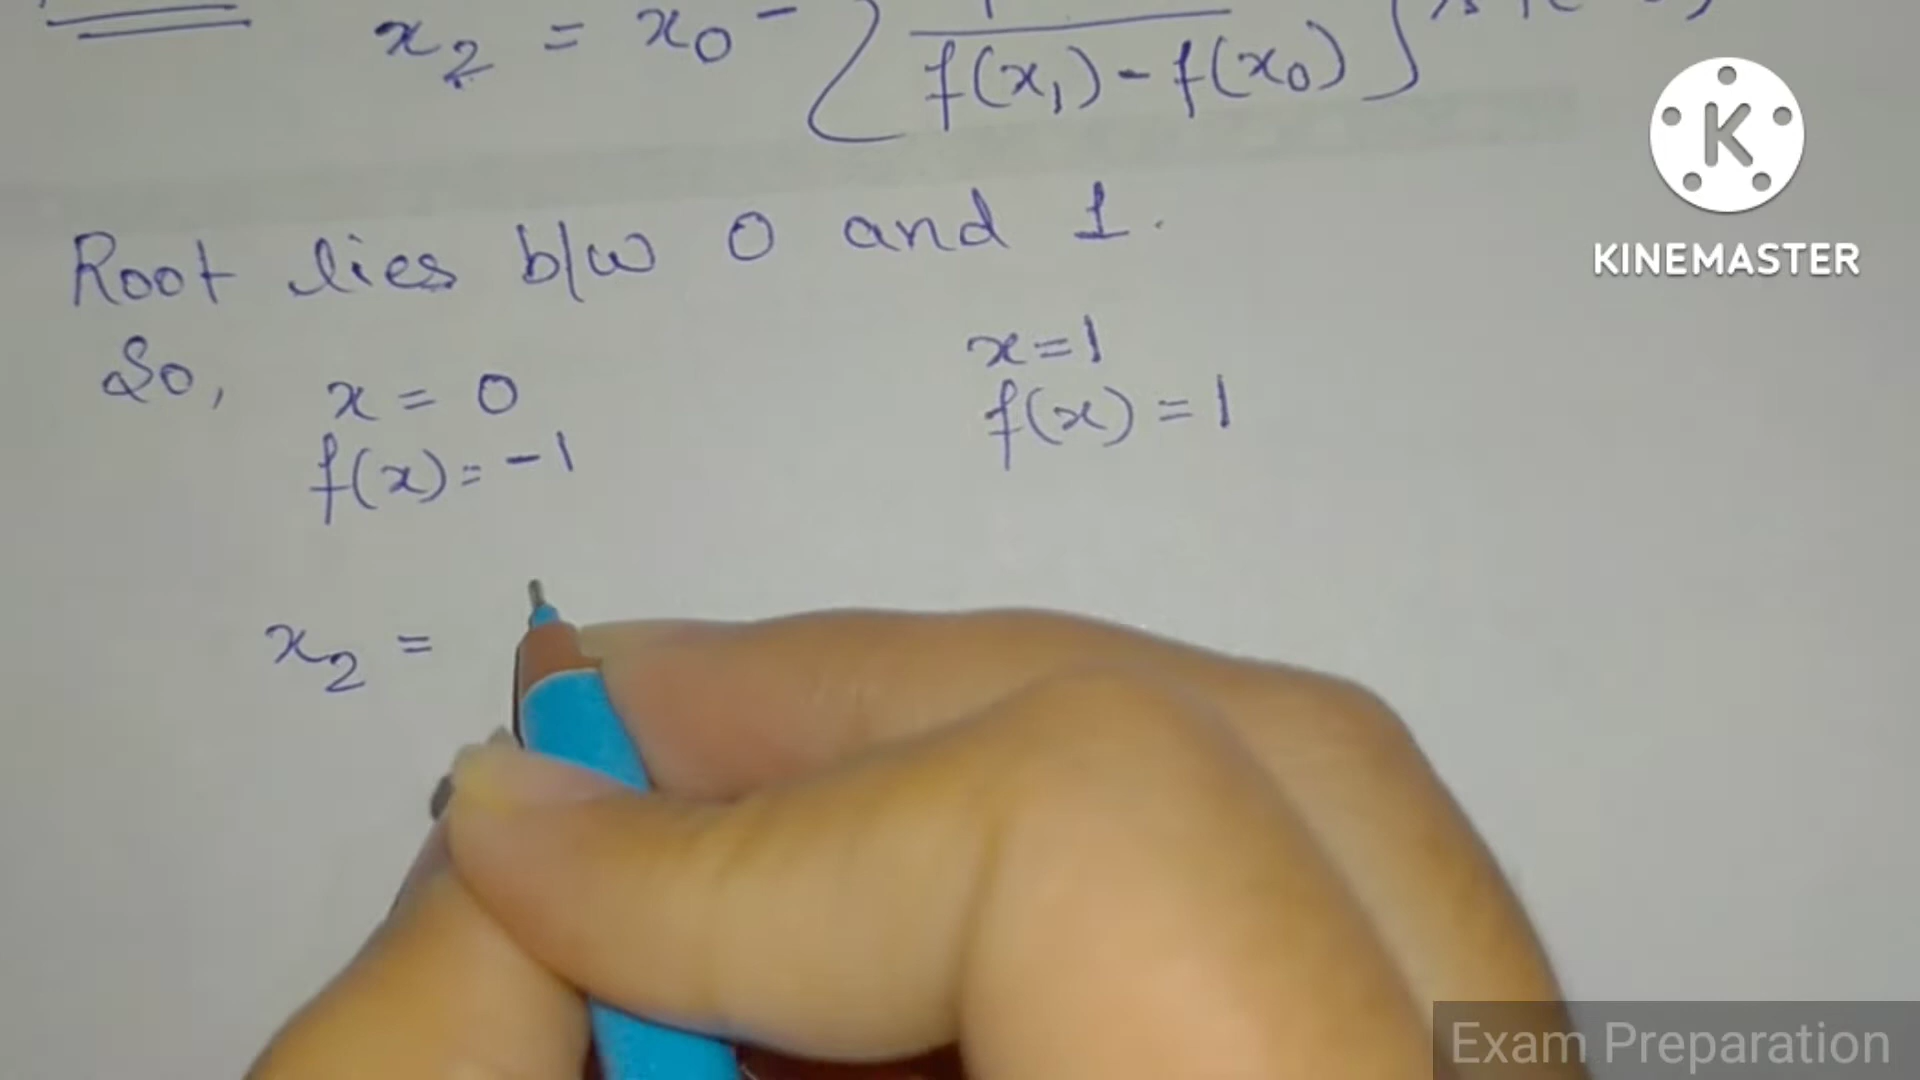 x₂ = x₀ - [
f(x₁) - f(x₀) ]
K
KINEMASTER
Root lies b/w 0 and 1.
So, x = 0 x=1
f(x) = -1 f(x) = 1
x₂ =
Exam Preparation